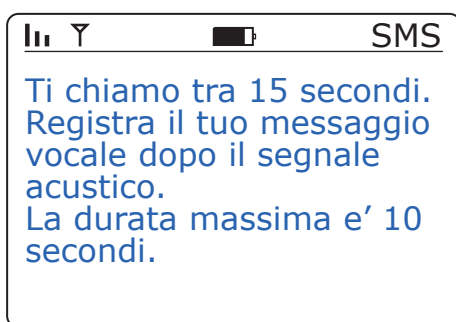 SMS
Ti chiamo tra 15 secondi.
Registra il tuo messaggio
vocale dopo il segnale
acustico.
La durata massima e’ 10
secondi.